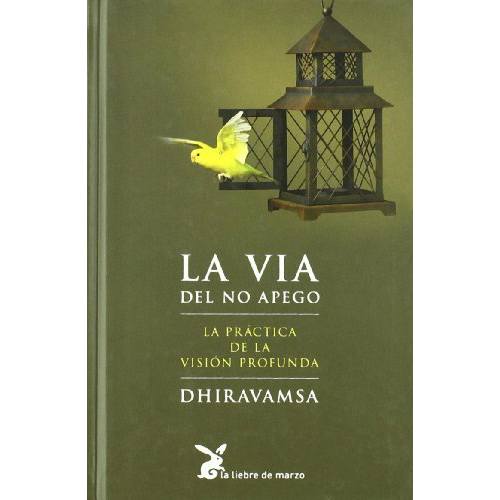 LA VIA
DEL NO APEGO
LA PRÁCTICA
DE LA
VISIÓN PROFUNDA
DHIRAVAMSA
la liebre de marzo